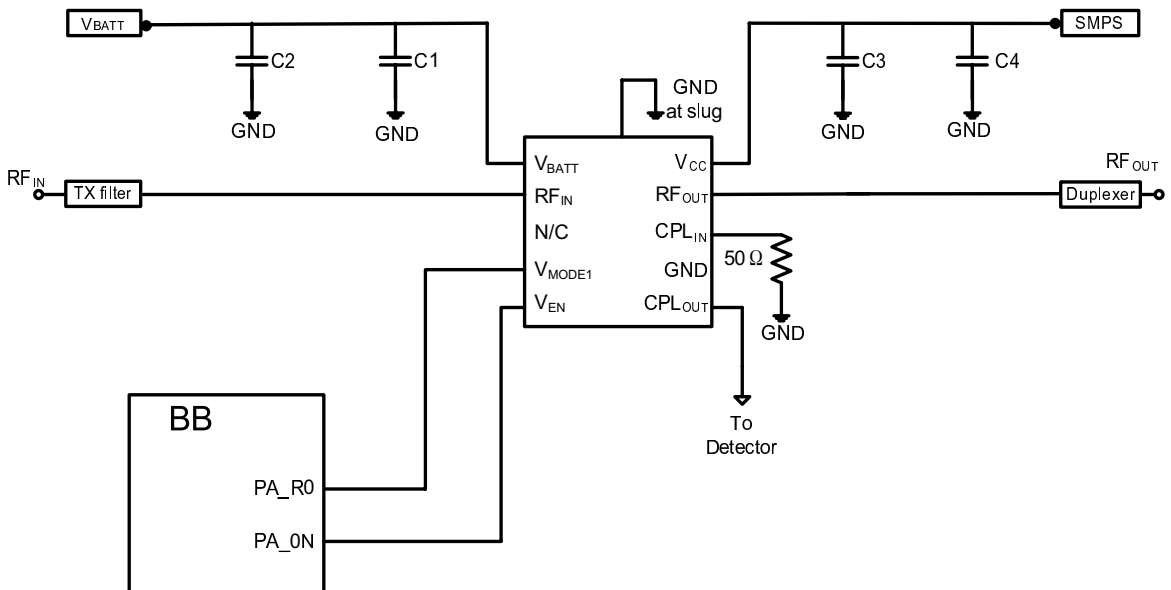 VBATT
SMPS
C2
C1
C3
C4
GND
GND
GND
at slug
GND
GND
VBATT
VCC
RFIN
TX filter
RFIN
RFOUT
Duplexer
RFOUT
N/C
CPLIN
50 Ω
VMODE1
GND
VEN
CPLOUT
GND
BB
To
Detector
PA_R0
PA_0N